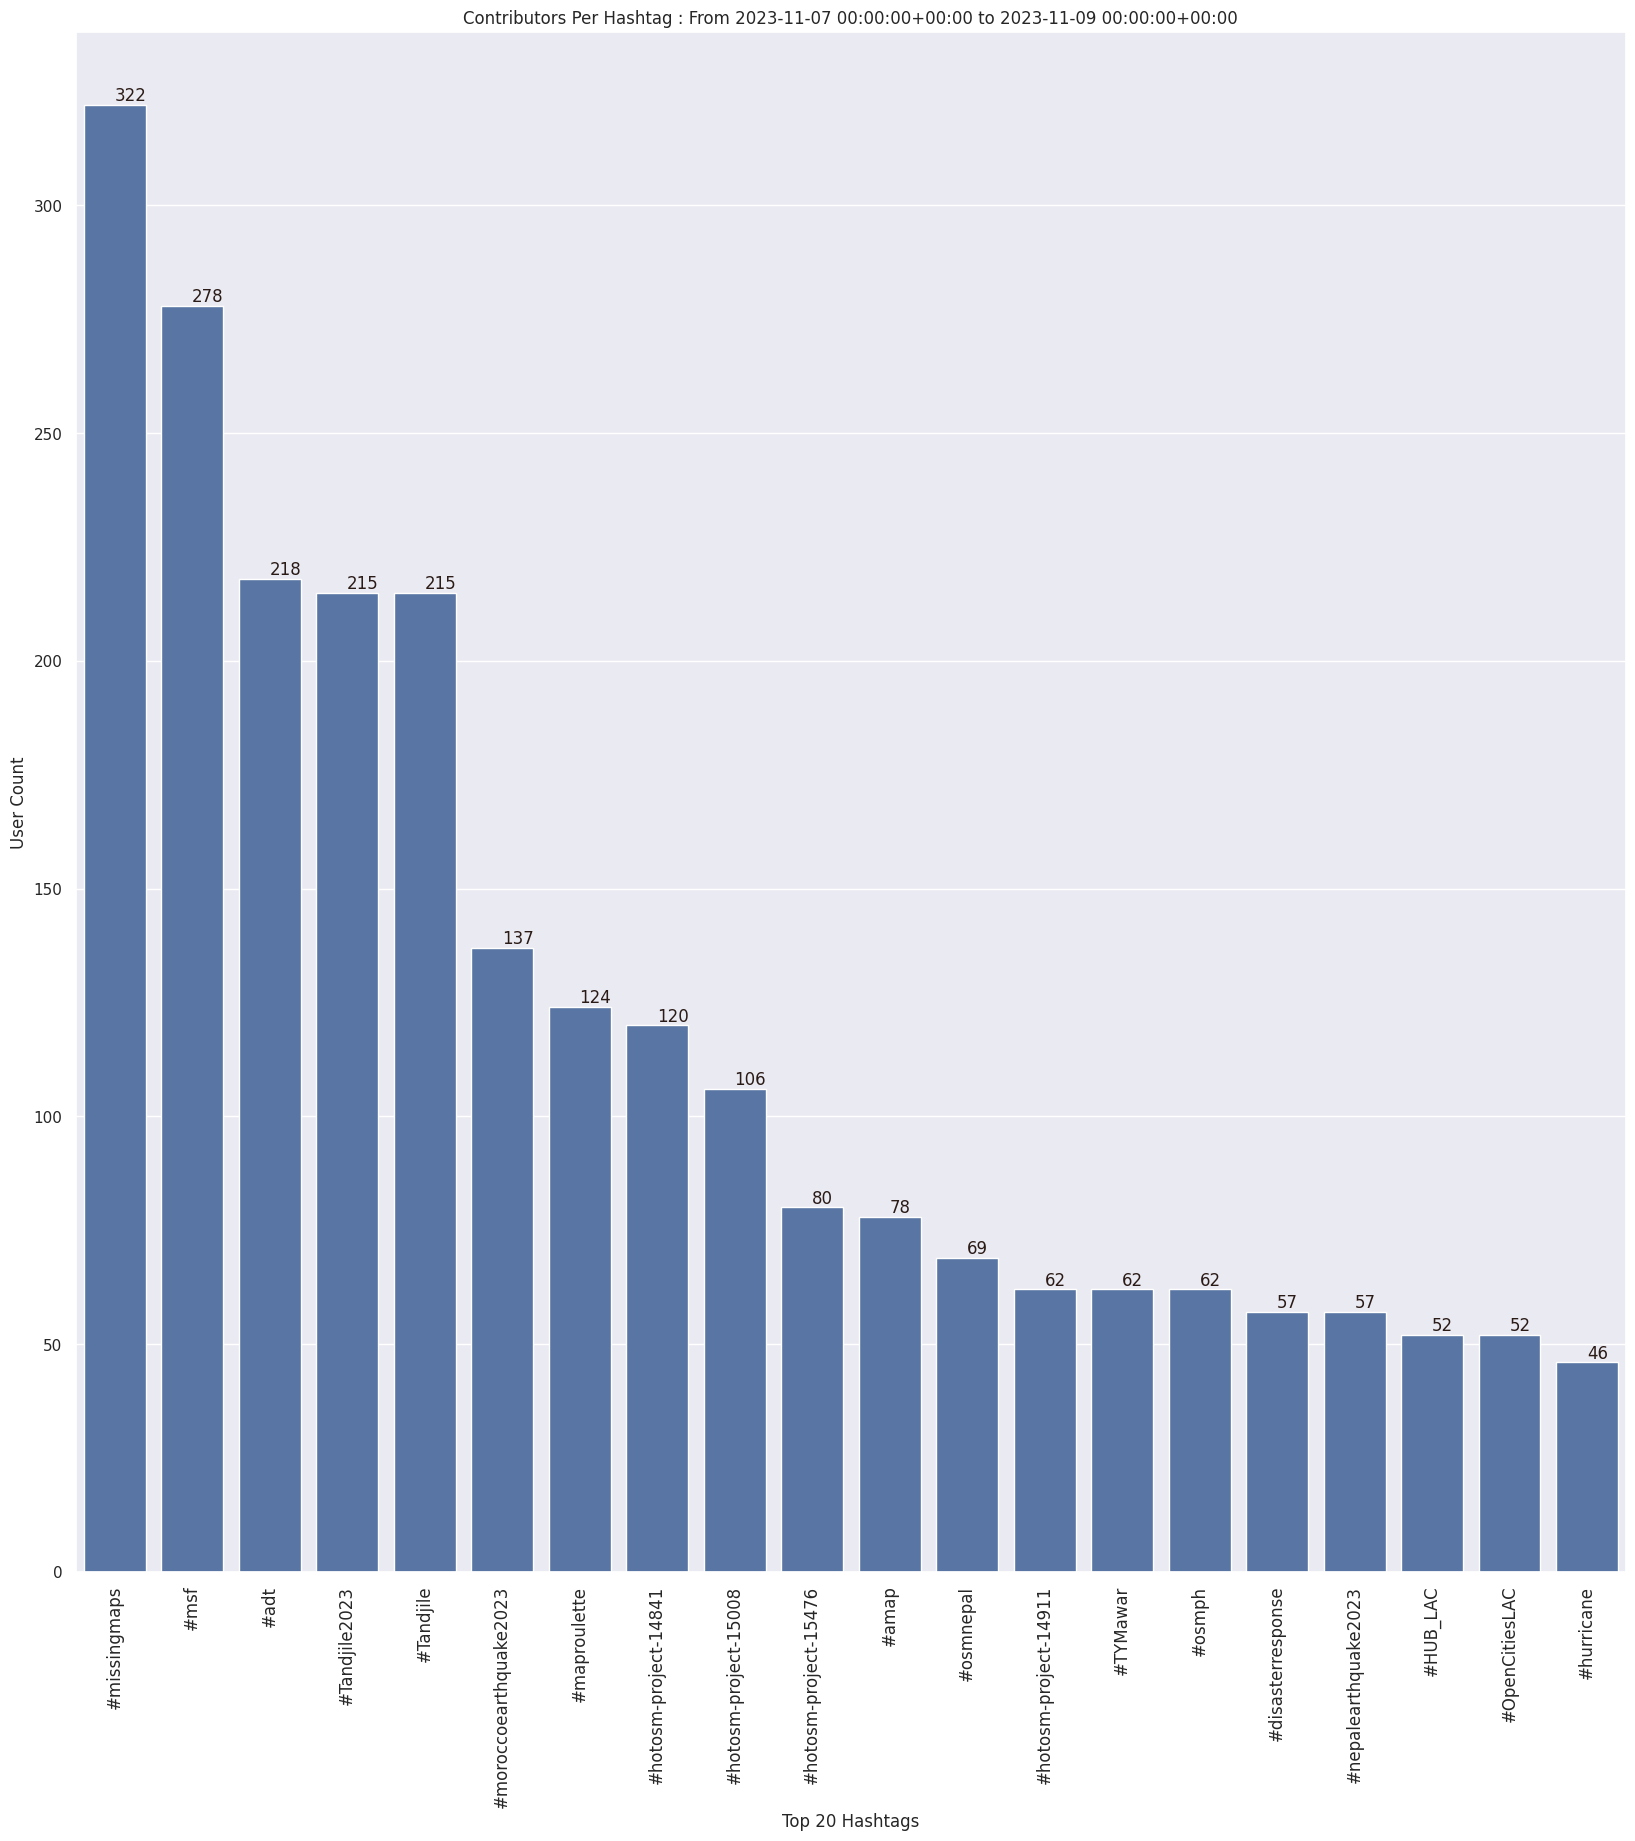 Contributors Per Hashtag : From 2023-11-07 00:00:00+00:00 to 2023-11-09 00:00:00+00:00
User Count
300
250
200
150
100
50
0
322
278
218
215
215
137
124
120
106
80
78
69
62
62
62
57
57
52
52
46
#missingmaps
#msf
#adt
#Tandjile2023
#Tandjile
#moroccoearthquake2023
#maproulette
#hotosm-project-14841
#hotosm-project-15008
#hotosm-project-15476
#amap
#osmnepal
#hotosm-project-14911
#TYMawar
#osmph
#disasterresponse
#nepalearthquake2023
#HUB_LAC
#OpenCitiesLAC
#hurricane
Top 20 Hashtags